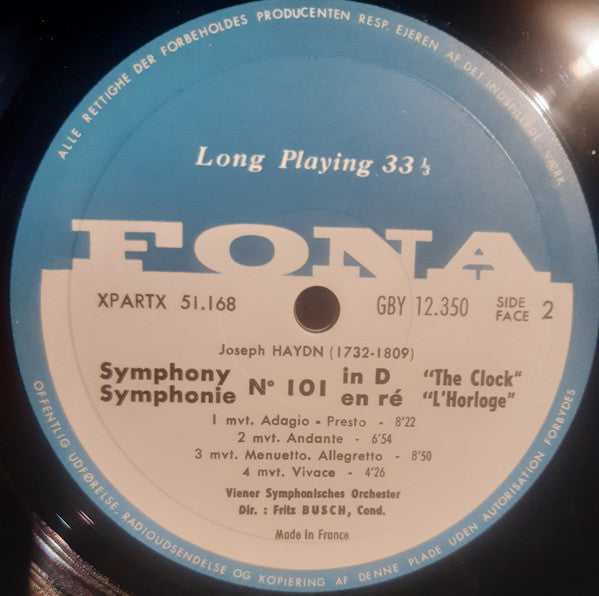 ALLE RETTIGHE DER FORBEHOLDES PRODUCENTEN RESP. EJEREN AF DET INDSPILLEDE VÆRK
Long Playing 33 ⅓
FONA
XPARTX 51.168 GBY 12.350 SIDE FACE 2
Joseph HAYDN (1732-1809)
Symphony Symphonie N° 101 in D en ré "The Clock" "L'Horloge"
1 mvt. Adagio - Presto - 8'22
2 mvt. Andante - 6'54
3 mvt. Menuetto. Allegretto - 8'50
4 mvt. Vivace - 4'26
Viener Symphonisches Orchester
Dir. : Fritz BUSCH, Cond.
Made in France
OFFENTLIG UDFØRELSE, RADIOUDSENDELSE OG KOPIERING AF DENNE PLADE UDEN AUTORISATION FORBYDES